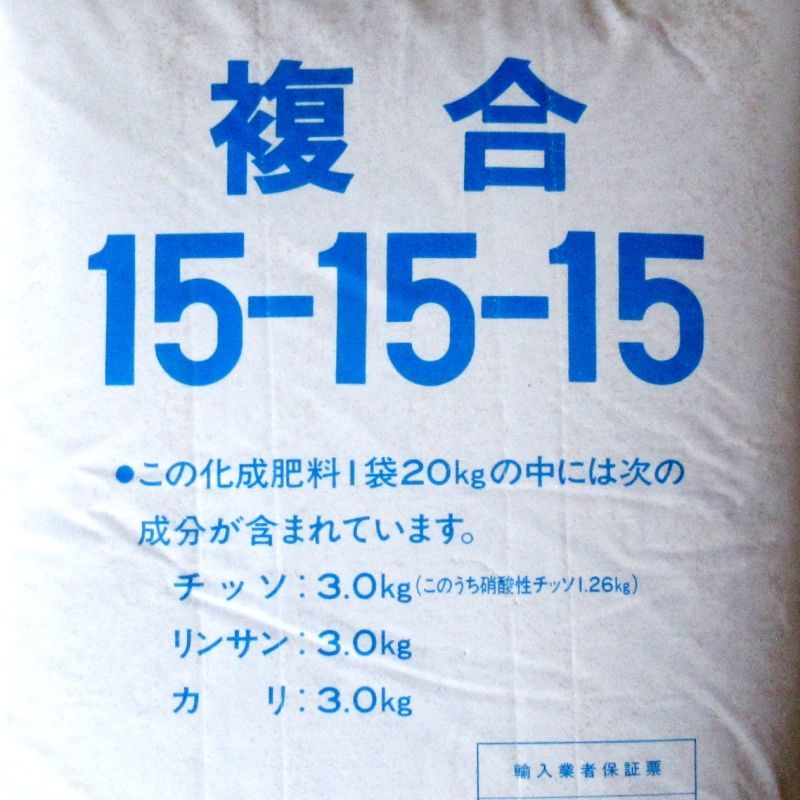 複合
15-15-15
●この化成肥料1袋20kgの中には次の
成分が含まれています。
チッソ:3.0kg(このうち硝酸性チッソ1.26kg)
リンサン:3.0kg
カリ:3.0kg
輸入業者保証票